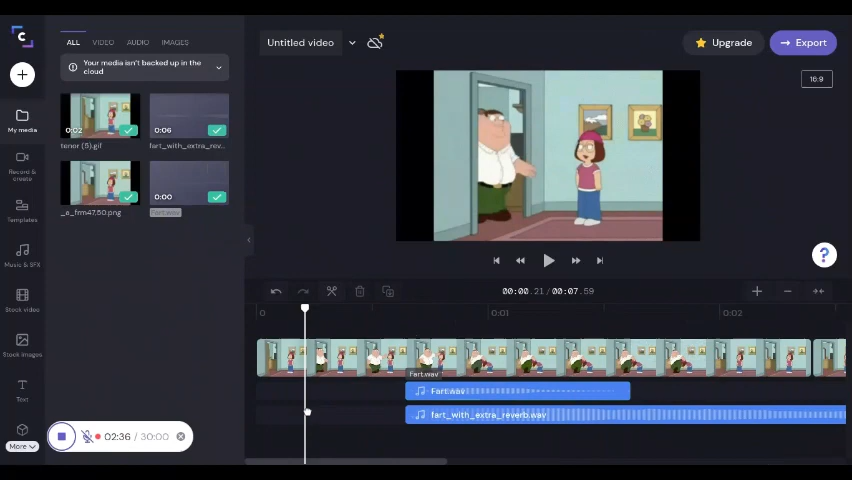 ALL VIDEO AUDIO IMAGES
Untitled video
Upgrade
Export
Your media isn't backed up in the
cloud
16:9
My media
0:02
0:06
tenor (5).gif
fart_with_extra_rev...
Record &
create
0:00
_a_frm47,50.png
Fart.wav
Templates
?
Music & SFX
00:00.21 / 00:07.59
0
0:01
0:02
Stock video
Stock images
Fart.wav
Fart.wav
Text
fart_with_extra_reverb.wav
02:36 / 30:00
More